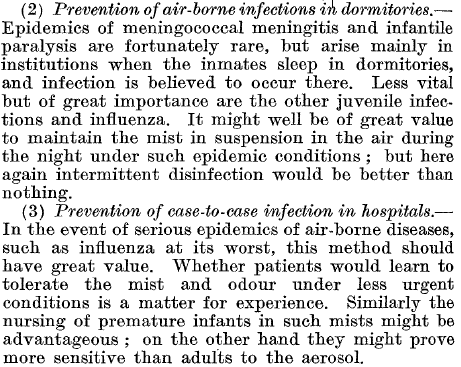 (2) Prevention of air-borne infections in dormitories.—
Epidemics of meningococcal meningitis and infantile
paralysis are fortunately rare, but arise mainly in
institutions when the inmates sleep in dormitories,
and infection is believed to occur there. Less vital
but of great importance are the other juvenile infec-
tions and influenza. It might well be of great value
to maintain the mist in suspension in the air during
the night under such epidemic conditions; but here
again intermittent disinfection would be better than
nothing.
(3) Prevention of case-to-case infection in hospitals.—
In the event of serious epidemics of air-borne diseases,
such as influenza at its worst, this method should
have great value. Whether patients would learn to
tolerate the mist and odour under less urgent
conditions is a matter for experience. Similarly the
nursing of premature infants in such mists might be
advantageous; on the other hand they might prove
more sensitive than adults to the aerosol.